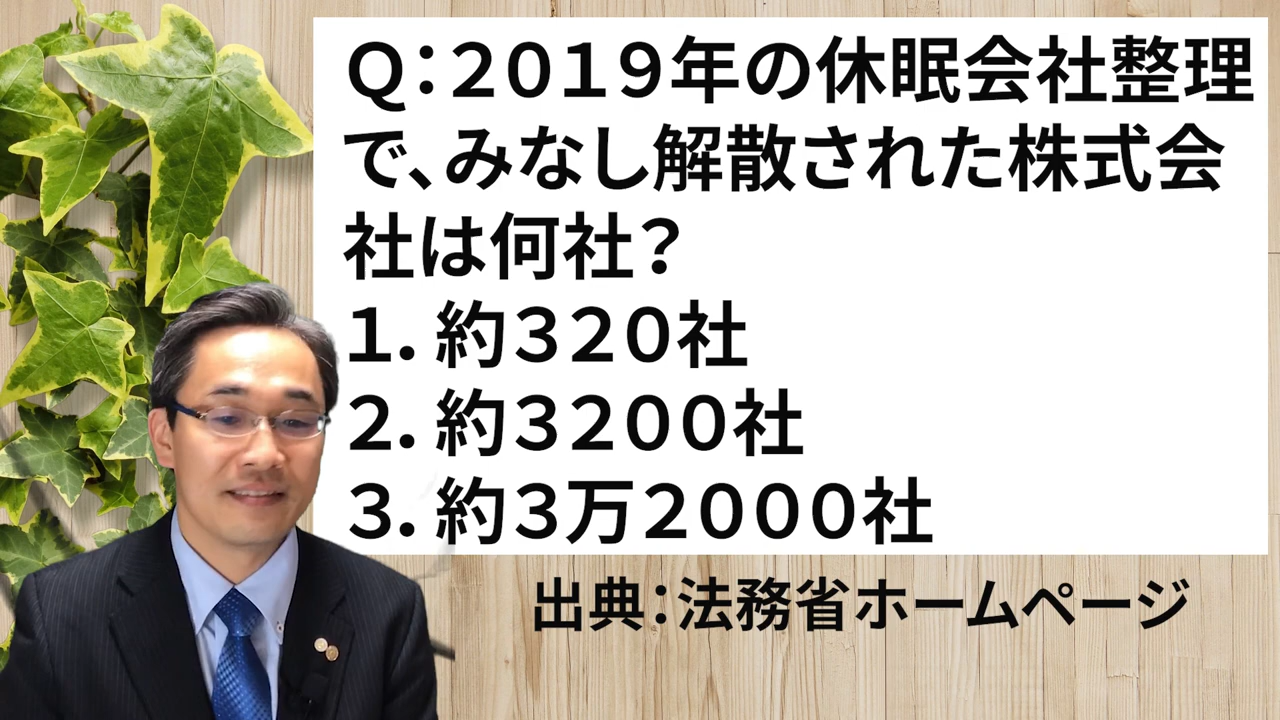 Q：２０１９年の休眠会社整理
で、みなし解散された株式会
社は何社？
１．約３２０社
２．約３２００社
３．約３万２０００社
出典：法務省ホームページ